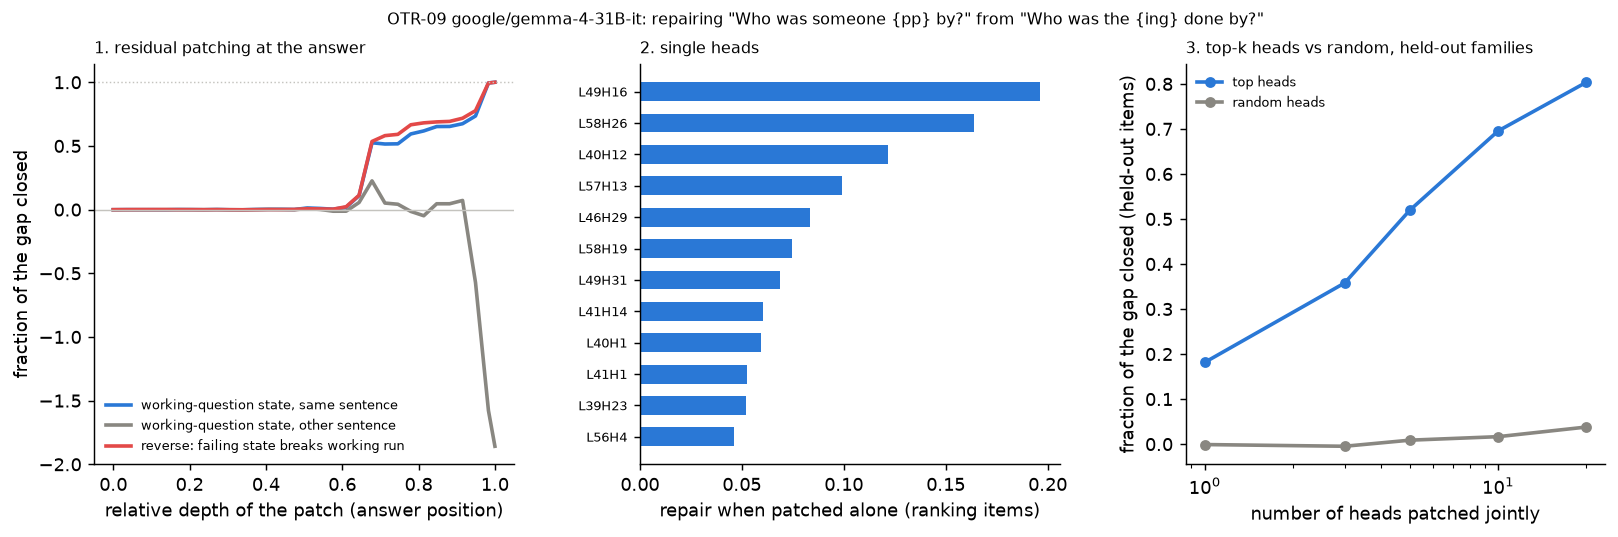 OTR-09 google/gemma-4-31B-it: repairing "Who was someone {pp} by?" from "Who was the {ing} done by?"
1. residual patching at the answer
fraction of the gap closed
1.0
0.5
0.0
−0.5
−1.0
−1.5
−2.0
working-question state, same sentence
working-question state, other sentence
reverse: failing state breaks working run
0.0 0.2 0.4 0.6 0.8 1.0
relative depth of the patch (answer position)
2. single heads
L49H16
L58H26
L40H12
L57H13
L46H29
L58H19
L49H31
L41H14
L40H1
L41H1
L39H23
L56H4
0.00 0.05 0.10 0.15 0.20
repair when patched alone (ranking items)
3. top-k heads vs random, held-out families
fraction of the gap closed (held-out items)
0.8
0.7
0.6
0.5
0.4
0.3
0.2
0.1
0.0
top heads
random heads
10⁰ 10¹
number of heads patched jointly